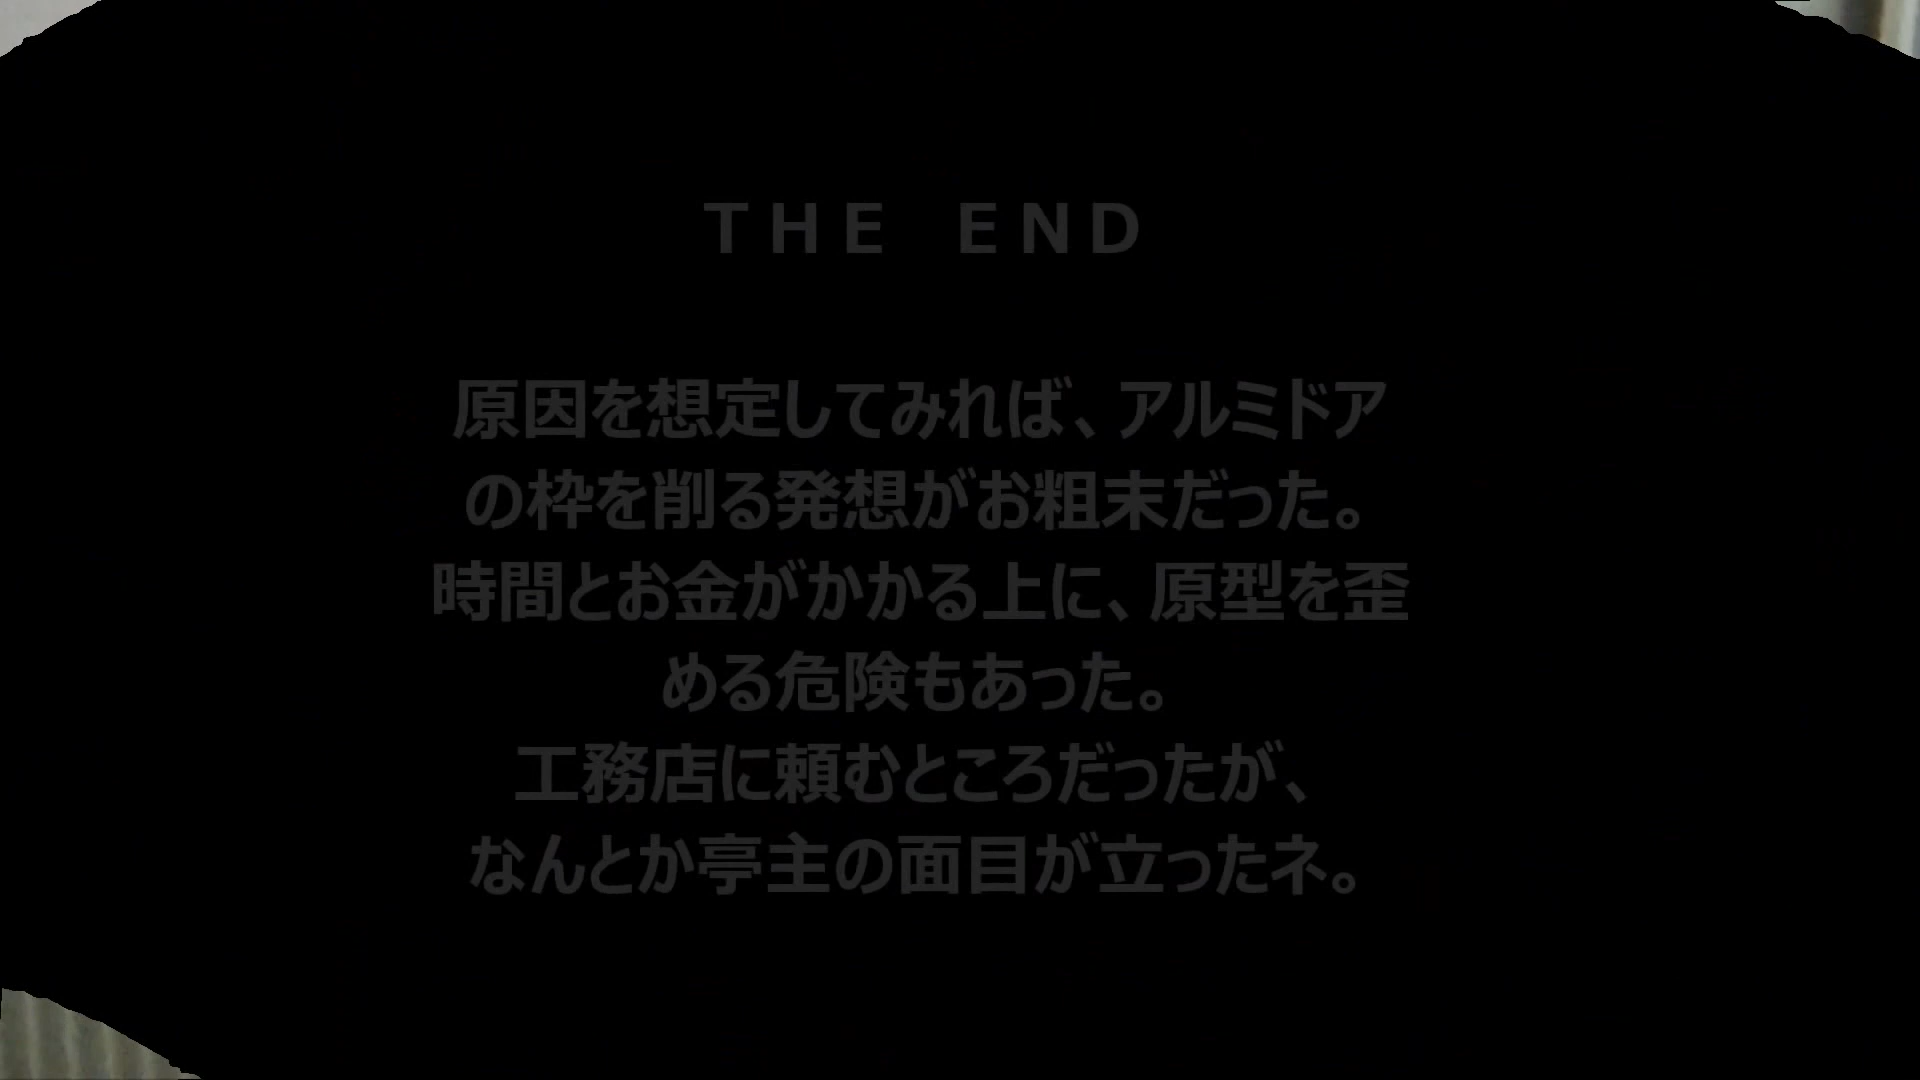 THE END
原因を想定してみれば、アルミドア
の枠を削る発想がお粗末だった。
時間とお金がかかる上に、原型を歪
める危険もあった。
工務店に頼むところだったが、
なんとか亭主の面目が立ったネ。